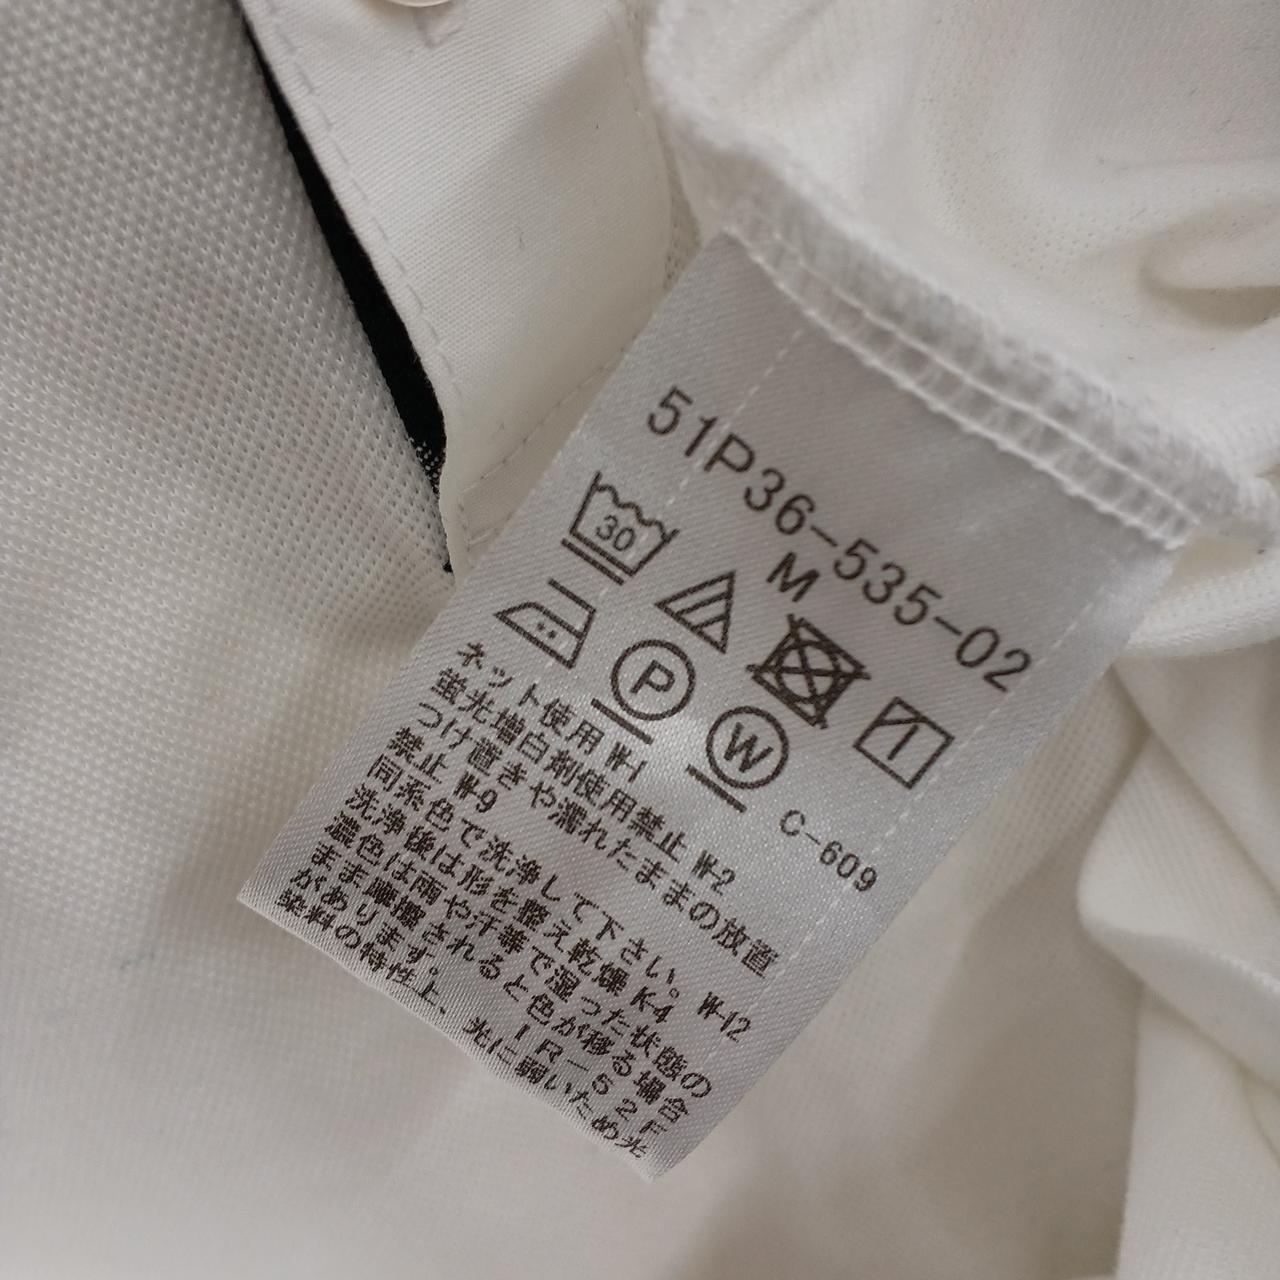 51P36-535-02
M
30
P
W
C-609
ネット使用 W-1
蛍光増白剤使用禁止 W-2
つけ置きや濡れたままの放置
禁止 W-9
同系色で洗浄して下さい。 W-12
洗浄後は形を整え乾燥 K-4
濃色は雨や汗等で湿った状態の
まま摩擦されると色が移る場合
があります。 IR-52F
染料の特性上、光に弱いため光